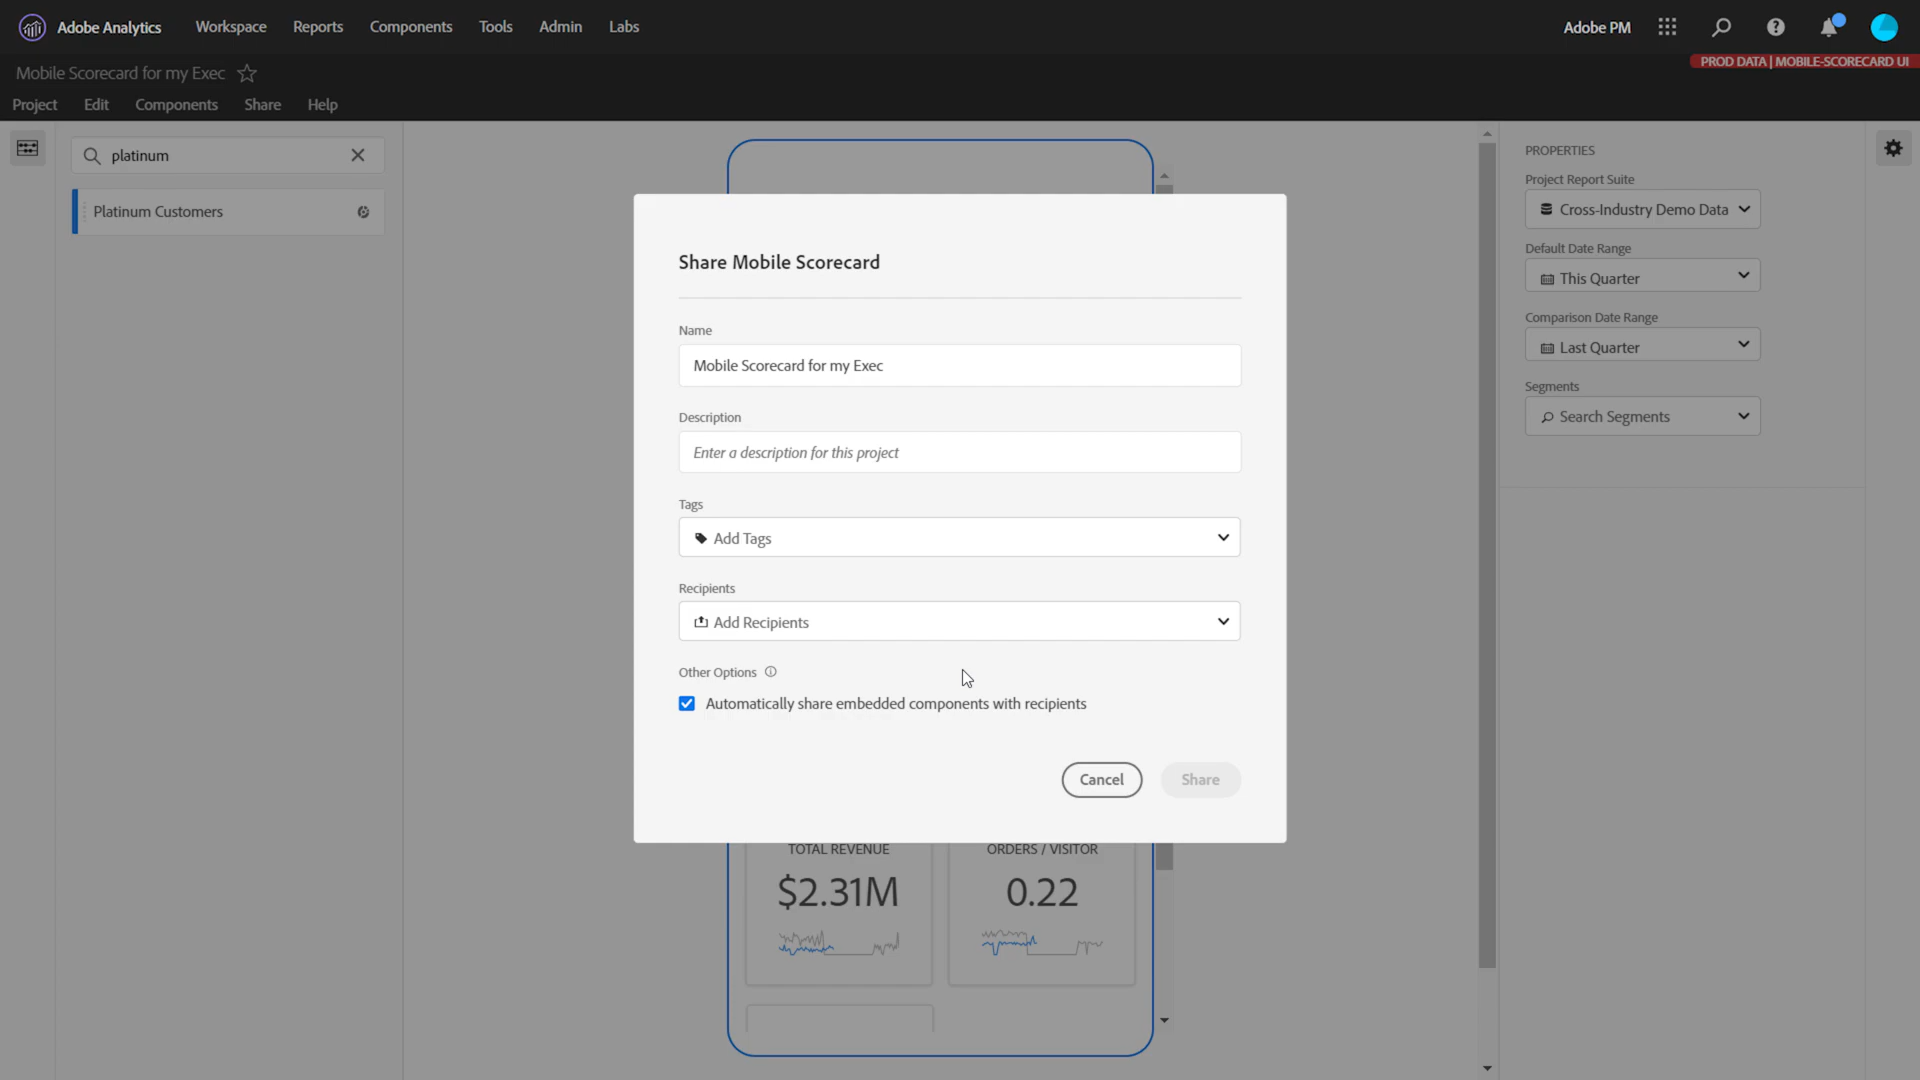 Adobe Analytics Workspace Reports Components Tools Admin Labs Adobe PM
Mobile Scorecard for my Exec
PROD DATA | MOBILE-SCORECARD UI
Project Edit Components Share Help
platinum
Platinum Customers
Share Mobile Scorecard
Name
Mobile Scorecard for my Exec
Description
Enter a description for this project
Tags
Add Tags
Recipients
Add Recipients
Other Options
Automatically share embedded components with recipients
Cancel Share
TOTAL REVENUE ORDERS / VISITOR
$2.31M 0.22
PROPERTIES
Project Report Suite
Cross-Industry Demo Data
Default Date Range
This Quarter
Comparison Date Range
Last Quarter
Segments
Search Segments